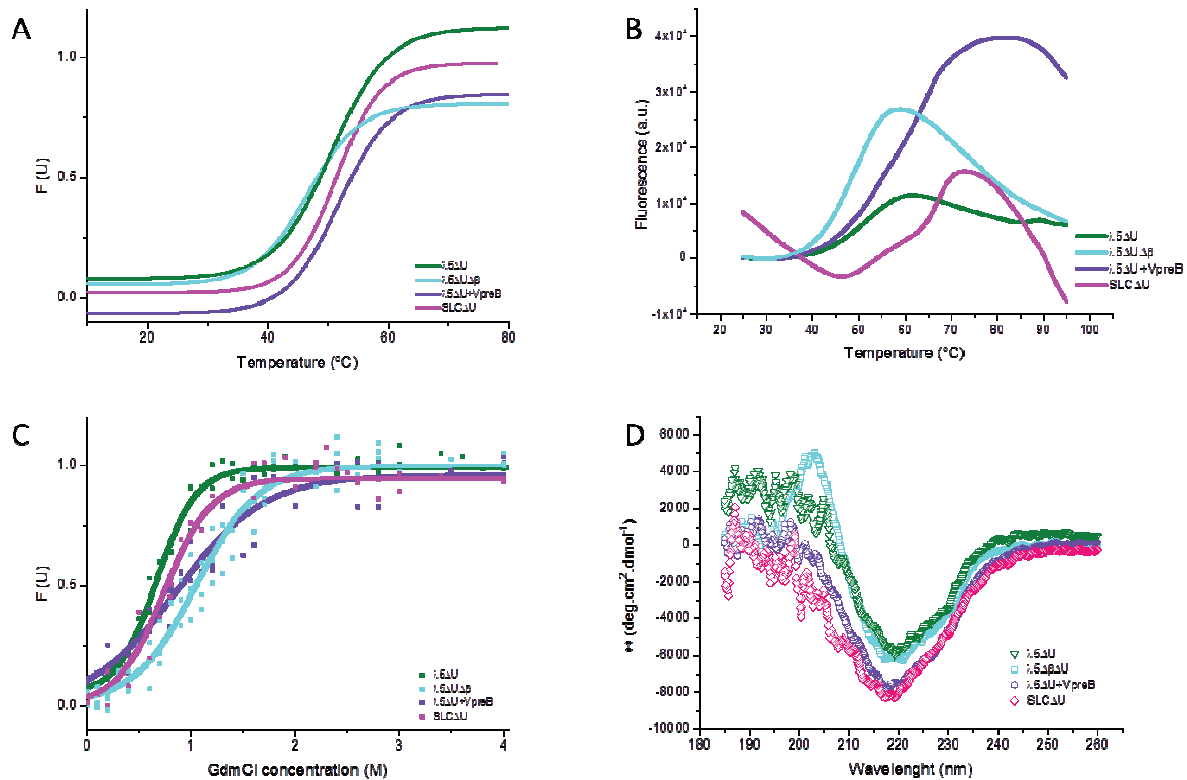 A
1.0
0.5
0.0
F (U)
λ5ΔU
λ5ΔUΔβ
λ5ΔU+VpreB
SLCΔU
20 40 60 80
Temperature (ºC)
B
4x10⁴
3x10⁴
2x10⁴
1x10⁴
0
-1x10⁴
Fluorescence (a.u.)
λ5ΔU
λ5ΔUΔβ
λ5ΔU+VpreB
SLCΔU
20 30 40 50 60 70 80 90 100
Temperature (°C)
C
1.0
0.5
0.0
F (U)
λ5ΔU
λ5ΔUΔβ
λ5ΔU+VpreB
SLCΔU
0 1 2 3 4
GdmCl concentration (M)
D
6000
4000
2000
0
-2000
-4000
-6000
-8000
-10000
(deg.cm².dmol⁻¹)
λ5ΔU
λ5ΔβΔU
λ5ΔU+VpreB
SLCΔU
180 190 200 210 220 230 240 250 260
Wavelenght (nm)